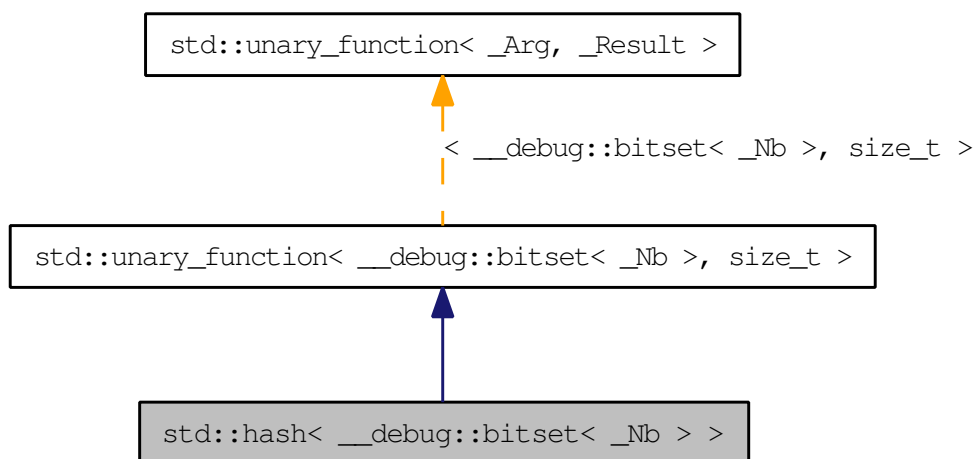 std::unary_function< _Arg, _Result >
< __debug::bitset< _Nb >, size_t >
std::unary_function< __debug::bitset< _Nb >, size_t >
std::hash< __debug::bitset< _Nb > >